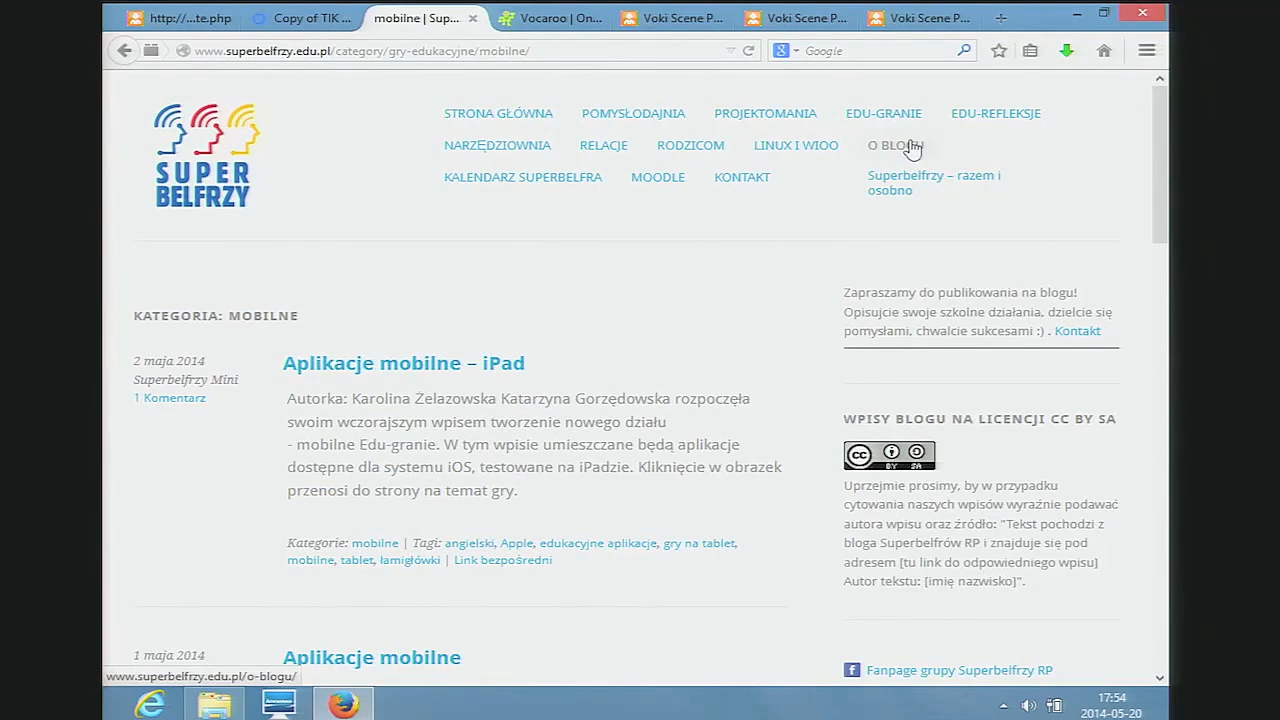 http://...te.php
Copy of TIK ...
mobilne | Sup...
Vocaroo | On...
Voki Scene P...
Voki Scene P...
Voki Scene P...
www.superbelfrzy.edu.pl/category/gry-edukacyjne/mobilne/
Google
SUPER
BELFRZY
STRONA GŁÓWNA
POMYSŁODAJNIA
PROJEKTOMANIA
EDU-GRANIE
EDU-REFLEKSJE
NARZĘDZIOWNIA
RELACJE
RODZICOM
LINUX I WIOO
O BLOGU
KALENDARZ SUPERBELFRA
MOODLE
KONTAKT
Superbelfrzy – razem i
osobno
KATEGORIA: MOBILNE
2 maja 2014
Superbelfrzy Mini
1 Komentarz
Aplikacje mobilne – iPad
Autorka: Karolina Żelazowska Katarzyna Gorzędowska rozpoczęła
swoim wczorajszym wpisem tworzenie nowego działu
- mobilne Edu-granie. W tym wpisie umieszczane będą aplikacje
dostępne dla systemu iOS, testowane na iPadzie. Kliknięcie w obrazek
przenosi do strony na temat gry.
Kategorie: mobilne | Tagi: angielski, Apple, edukacyjne aplikacje, gry na tablet,
mobilne, tablet, łamigłówki | Link bezpośredni
1 maja 2014
Aplikacje mobilne
Zapraszamy do publikowania na blogu!
Opisujcie swoje szkolne działania, dzielcie się
pomysłami, chwalcie sukcesami :) . Kontakt
WPISY BLOGU NA LICENCJI CC BY SA
cc
BY SA
Uprzejmie prosimy, by w przypadku
cytowania naszych wpisów wyraźnie podawać
autora wpisu oraz źródło: "Tekst pochodzi z
bloga Superbelfrów RP i znajduje się pod
adresem [tu link do odpowiedniego wpisu]
Autor tekstu: [imię nazwisko]".
Fanpage grupy Superbelfrzy RP
www.superbelfrzy.edu.pl/o-blogu/
17:54
2014-05-20